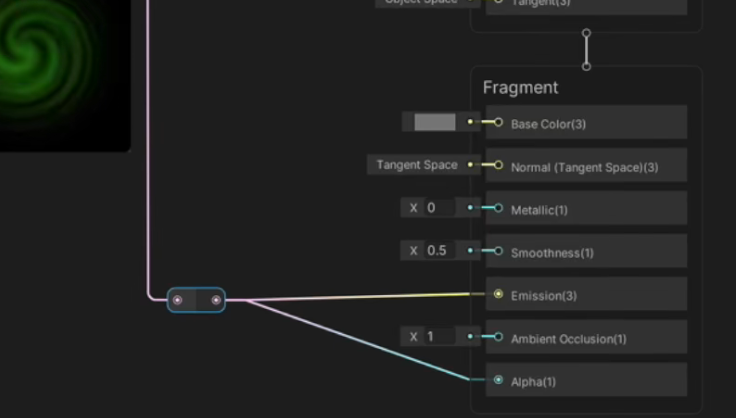 Object Space
Tangent(3)
Fragment
Base Color(3)
Tangent Space
Normal (Tangent Space)(3)
X 0
Metallic(1)
X 0.5
Smoothness(1)
Emission(3)
X 1
Ambient Occlusion(1)
Alpha(1)